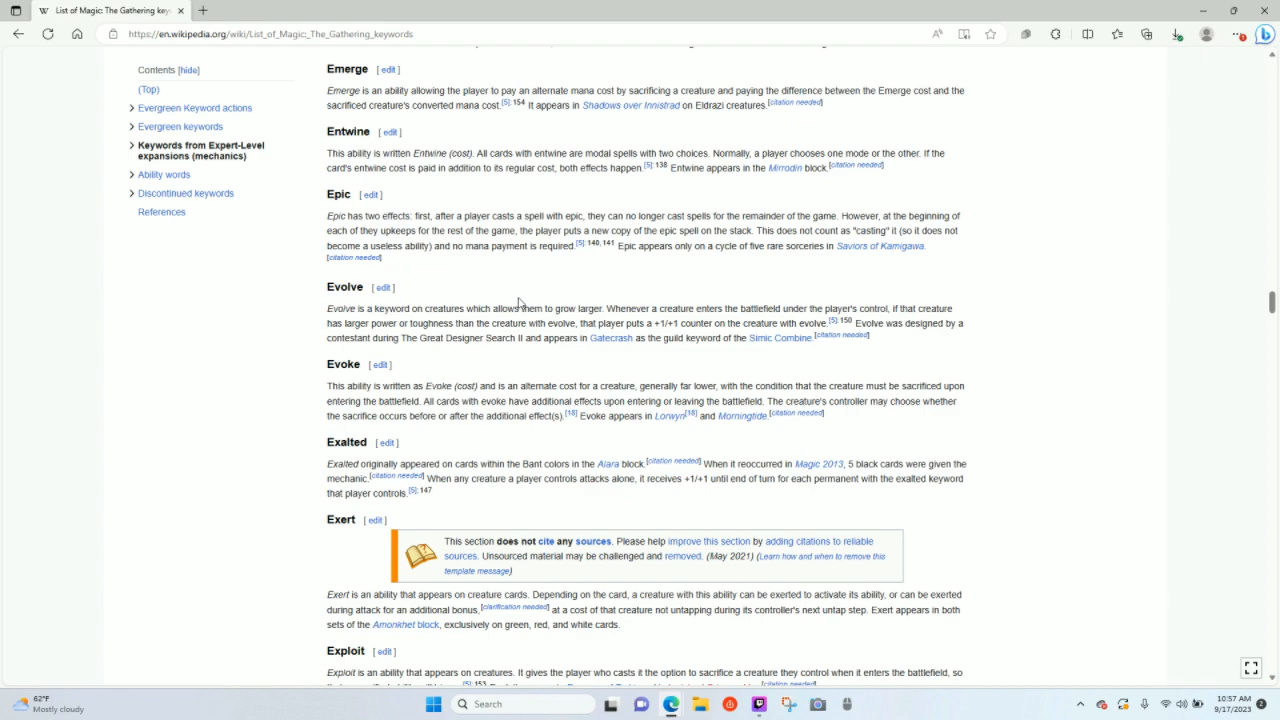 List of Magic: The Gathering key
https://en.wikipedia.org/wiki/List_of_Magic:_The_Gathering_keywords
Contents [hide]
(Top)
Evergreen Keyword actions
Evergreen keywords
Keywords from Expert-Level
expansions (mechanics)
Ability words
Discontinued keywords
References
Emerge [ edit ]
Emerge is an ability allowing the player to pay an alternate mana cost by sacrificing a creature and paying the difference between the Emerge cost and the
sacrificed creature's converted mana cost.[5]: 154 It appears in Shadows over Innistrad on Eldrazi creatures.[citation needed]
Entwine [ edit ]
This ability is written Entwine (cost). All cards with entwine are modal spells with two choices. Normally, a player chooses one mode or the other. If the
card's entwine cost is paid in addition to its regular cost, both effects happen.[5]: 138 Entwine appears in the Mirrodin block.[citation needed]
Epic [ edit ]
Epic has two effects: first, after a player casts a spell with epic, they can no longer cast spells for the remainder of the game. However, at the beginning of
each of they upkeeps for the rest of the game, the player puts a new copy of the epic spell on the stack. This does not count as "casting" it (so it does not
become a useless ability) and no mana payment is required.[5]: 140, 141 Epic appears only on a cycle of five rare sorceries in Saviors of Kamigawa.
[citation needed]
Evolve [ edit ]
Evolve is a keyword on creatures which allows them to grow larger. Whenever a creature enters the battlefield under the player's control, if that creature
has larger power or toughness than the creature with evolve, that player puts a +1/+1 counter on the creature with evolve.[5]: 150 Evolve was designed by a
contestant during The Great Designer Search II and appears in Gatecrash as the guild keyword of the Simic Combine.[citation needed]
Evoke [ edit ]
This ability is written as Evoke (cost) and is an alternate cost for a creature, generally far lower, with the condition that the creature must be sacrificed upon
entering the battlefield. All cards with evoke have additional effects upon entering or leaving the battlefield. The creature's controller may choose whether
the sacrifice occurs before or after the additional effect(s).[18] Evoke appears in Lorwyn[18] and Morningtide.[citation needed]
Exalted [ edit ]
Exalted originally appeared on cards within the Bant colors in the Alara block.[citation needed] When it reoccurred in Magic 2013, 5 black cards were given the
mechanic.[citation needed] When any creature a player controls attacks alone, it receives +1/+1 until end of turn for each permanent with the exalted keyword
that player controls.[5]: 147
Exert [ edit ]
This section does not cite any sources. Please help improve this section by adding citations to reliable
sources. Unsourced material may be challenged and removed. (May 2021) (Learn how and when to remove this
template message)
Exert is an ability that appears on creature cards. Depending on the card, a creature with this ability can be exerted to activate its ability, or can be exerted
during attack for an additional bonus,[clarification needed] at a cost of that creature not untapping during its controller's next untap step. Exert appears in both
sets of the Amonkhet block, exclusively on green, red, and white cards.
Exploit [ edit ]
Exploit is an ability that appears on creatures. It gives the player who casts it the option to sacrifice a creature they control when it enters the battlefield, so
[5]: 153
[citation needed]
62°F
Mostly cloudy
Search
10:57 AM
9/17/2023